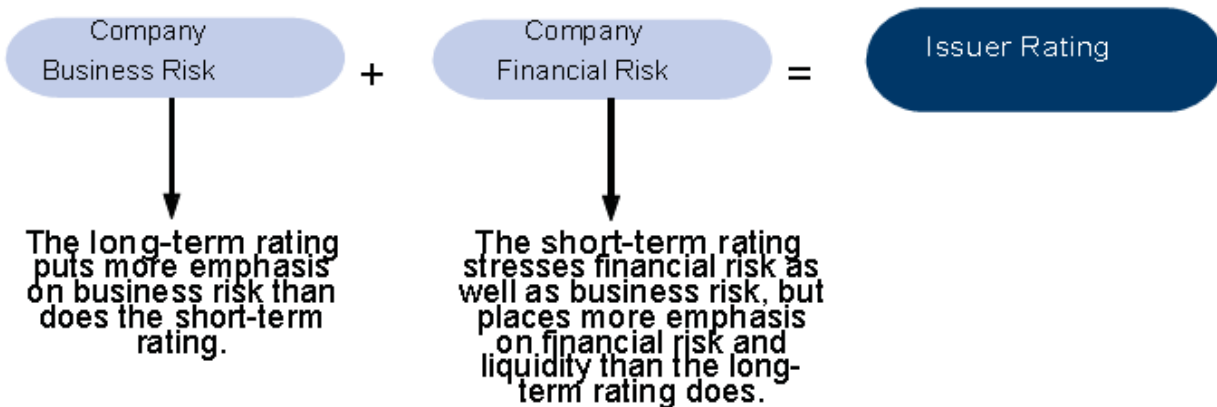 Company
Business Risk
+
Company
Financial Risk
=
Issuer Rating
The long-term rating
puts more emphasis
on business risk than
does the short-term
rating.
The short-term rating
stresses financial risk as
well as business risk, but
places more emphasis
on financial risk and
liquidity than the long-
term rating does.